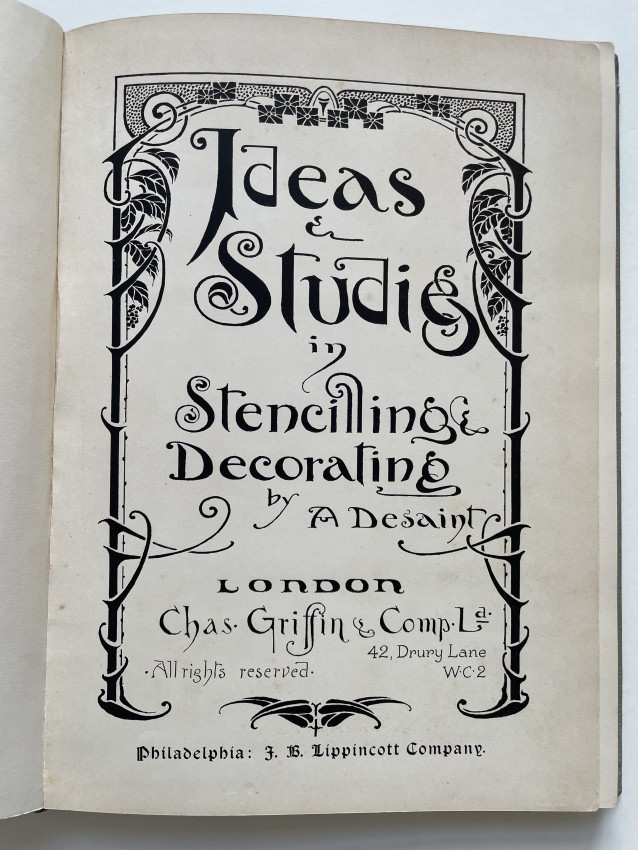 Ideas
&
Studies
in
Stencilling &
Decorating
by A Desaint
LONDON
Chas. Griffin & Comp. Ld.
42, Drury Lane
·All rights reserved· W·C·2
Philadelphia: J. B. Lippincott Company.